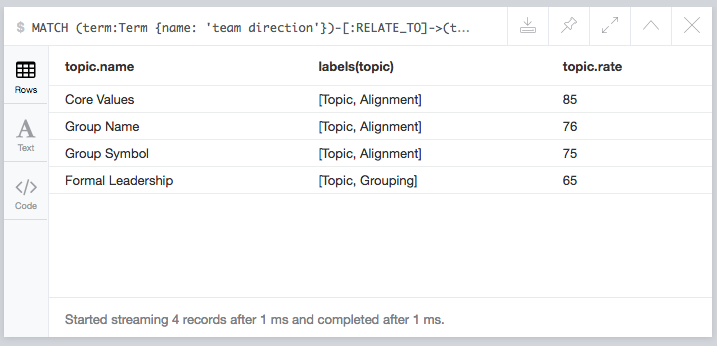 $ MATCH (term:Term {name: 'team direction'})-[:RELATE_TO]->(t…
Rows
Text
Code
topic.name labels(topic) topic.rate
Core Values [Topic, Alignment] 85
Group Name [Topic, Alignment] 76
Group Symbol [Topic, Alignment] 75
Formal Leadership [Topic, Grouping] 65
Started streaming 4 records after 1 ms and completed after 1 ms.